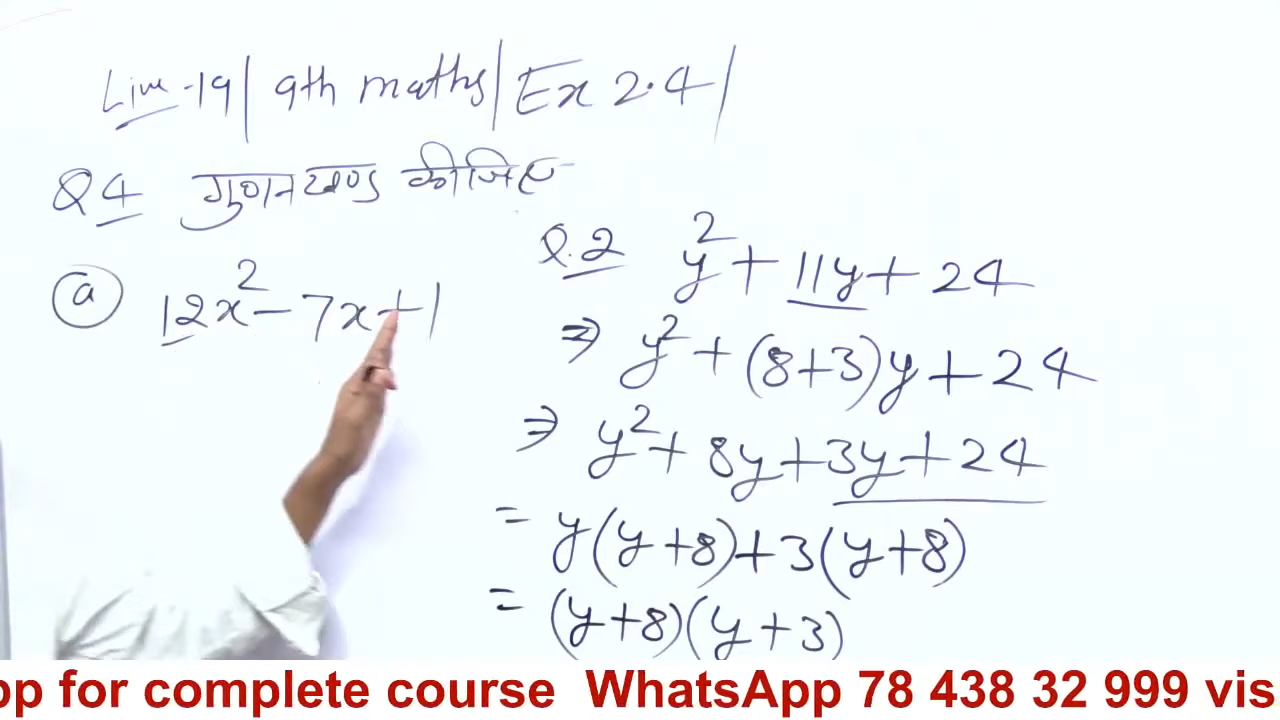 Live-19| 9th maths| Ex 2.4|
Q4 गुणनखण्ड कीजिए
(a) 12x² - 7x + 1
Q.2 y² + 11y + 24
⇒ y² + (8+3)y + 24
⇒ y² + 8y + 3y + 24
= y(y+8)+3(y+8)
= (y+8)(y+3)
pp for complete course WhatsApp 78 438 32 999 vis